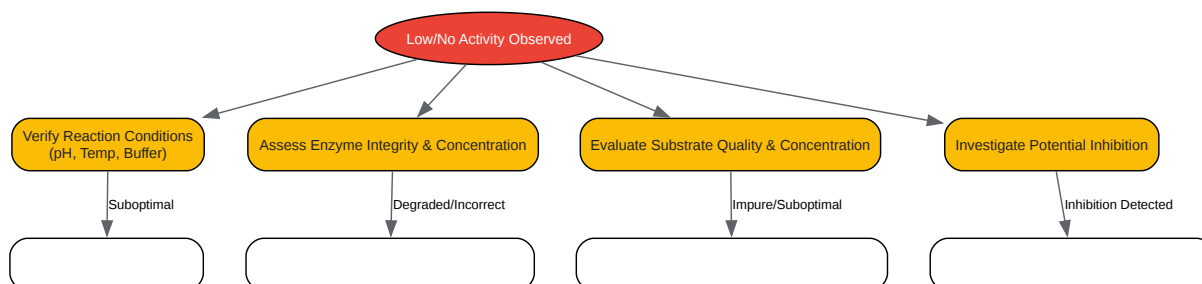 Low/No Activity Observed
Verify Reaction Conditions
(pH, Temp, Buffer)
Assess Enzyme Integrity & Concentration
Evaluate Substrate Quality & Concentration
Investigate Potential Inhibition
Suboptimal
Degraded/Incorrect
Impure/Suboptimal
Inhibition Detected